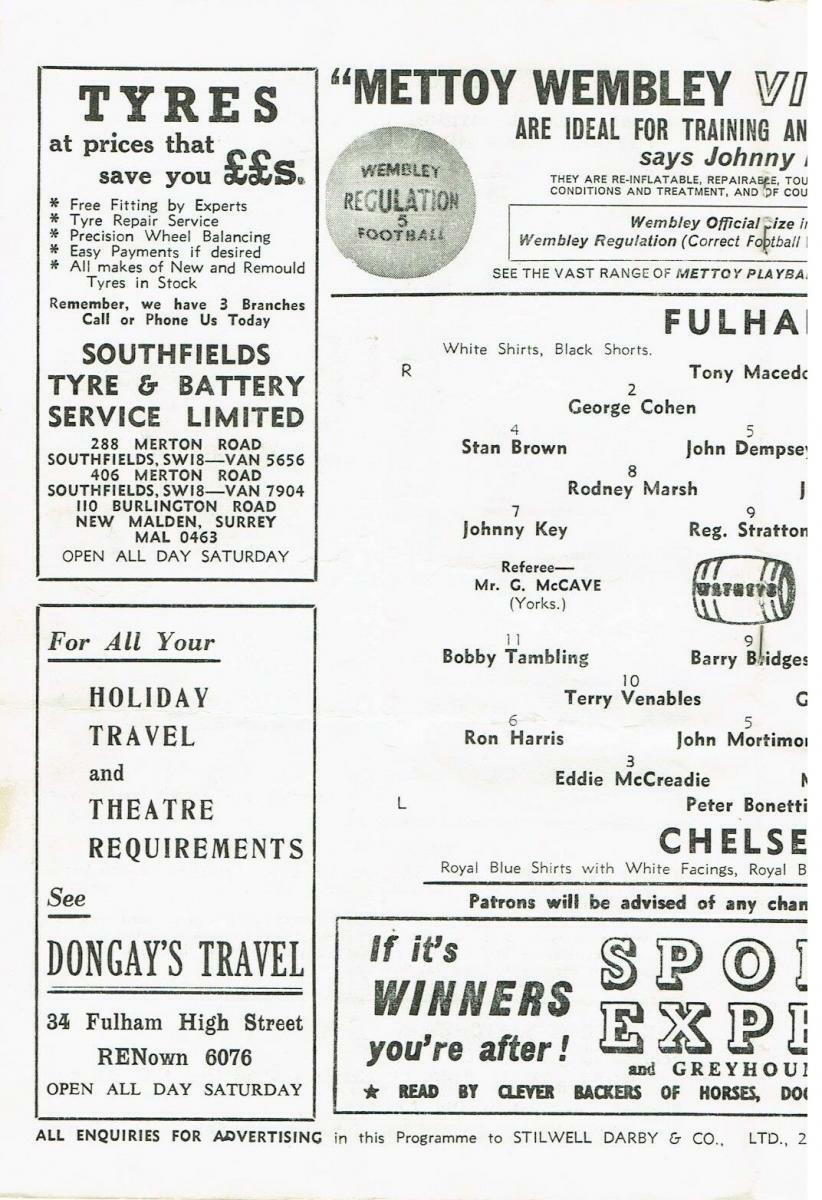 TYRES
at prices that
save you ££s.
* Free Fitting by Experts
* Tyre Repair Service
* Precision Wheel Balancing
* Easy Payments if desired
* All makes of New and Remould
Tyres in Stock
Remember, we have 3 Branches
Call or Phone Us Today
SOUTHFIELDS
TYRE & BATTERY
SERVICE LIMITED
288 MERTON ROAD
SOUTHFIELDS, SW18—VAN 5656
406 MERTON ROAD
SOUTHFIELDS, SW18—VAN 7904
110 BURLINGTON ROAD
NEW MALDEN, SURREY
MAL 0463
OPEN ALL DAY SATURDAY
For All Your
HOLIDAY
TRAVEL
and
THEATRE
REQUIREMENTS
See
DONGAY'S TRAVEL
34 Fulham High Street
RENown 6076
OPEN ALL DAY SATURDAY
"METTOY WEMBLEY VI
ARE IDEAL FOR TRAINING AN
says Johnny
THEY ARE RE-INFLATABLE, REPAIRABLE, TOU
CONDITIONS AND TREATMENT, AND OF COU
WEMBLEY
REGULATION
5
FOOTBALL
Wembley Official size i
Wembley Regulation (Correct Football
SEE THE VAST RANGE OF METTOY PLAYBA
FULHA
White Shirts, Black Shorts.
R Tony Macedo
2
George Cohen
4 5
Stan Brown John Dempsey
8
Rodney Marsh J
7 9
Johnny Key Reg. Stratton
Referee—
Mr. G. McCAVE
(Yorks.)
WATNEYS
11 9
Bobby Tambling Barry Bridges
10
Terry Venables G
6 5
Ron Harris John Mortimo
3
Eddie McCreadie M
L Peter Bonetti
CHELSE
Royal Blue Shirts with White Facings, Royal B
Patrons will be advised of any chan
If it's
WINNERS
you're after!
SPO
EXP
and GREYHOUN
★ READ BY CLEVER BACKERS OF HORSES, DO
ALL ENQUIRIES FOR ADVERTISING in this Programme to STILWELL DARBY & CO., LTD., 2